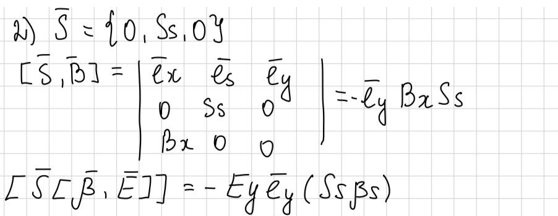 2) S̄ = {0, Ss, 0}
[S̄, B̄] = | ēx ēs ēy | = -ēy Bx Ss
0 Ss 0
Bx 0 0
[S̄[β̄, Ē]] = - Ey ēy (Ss βs)